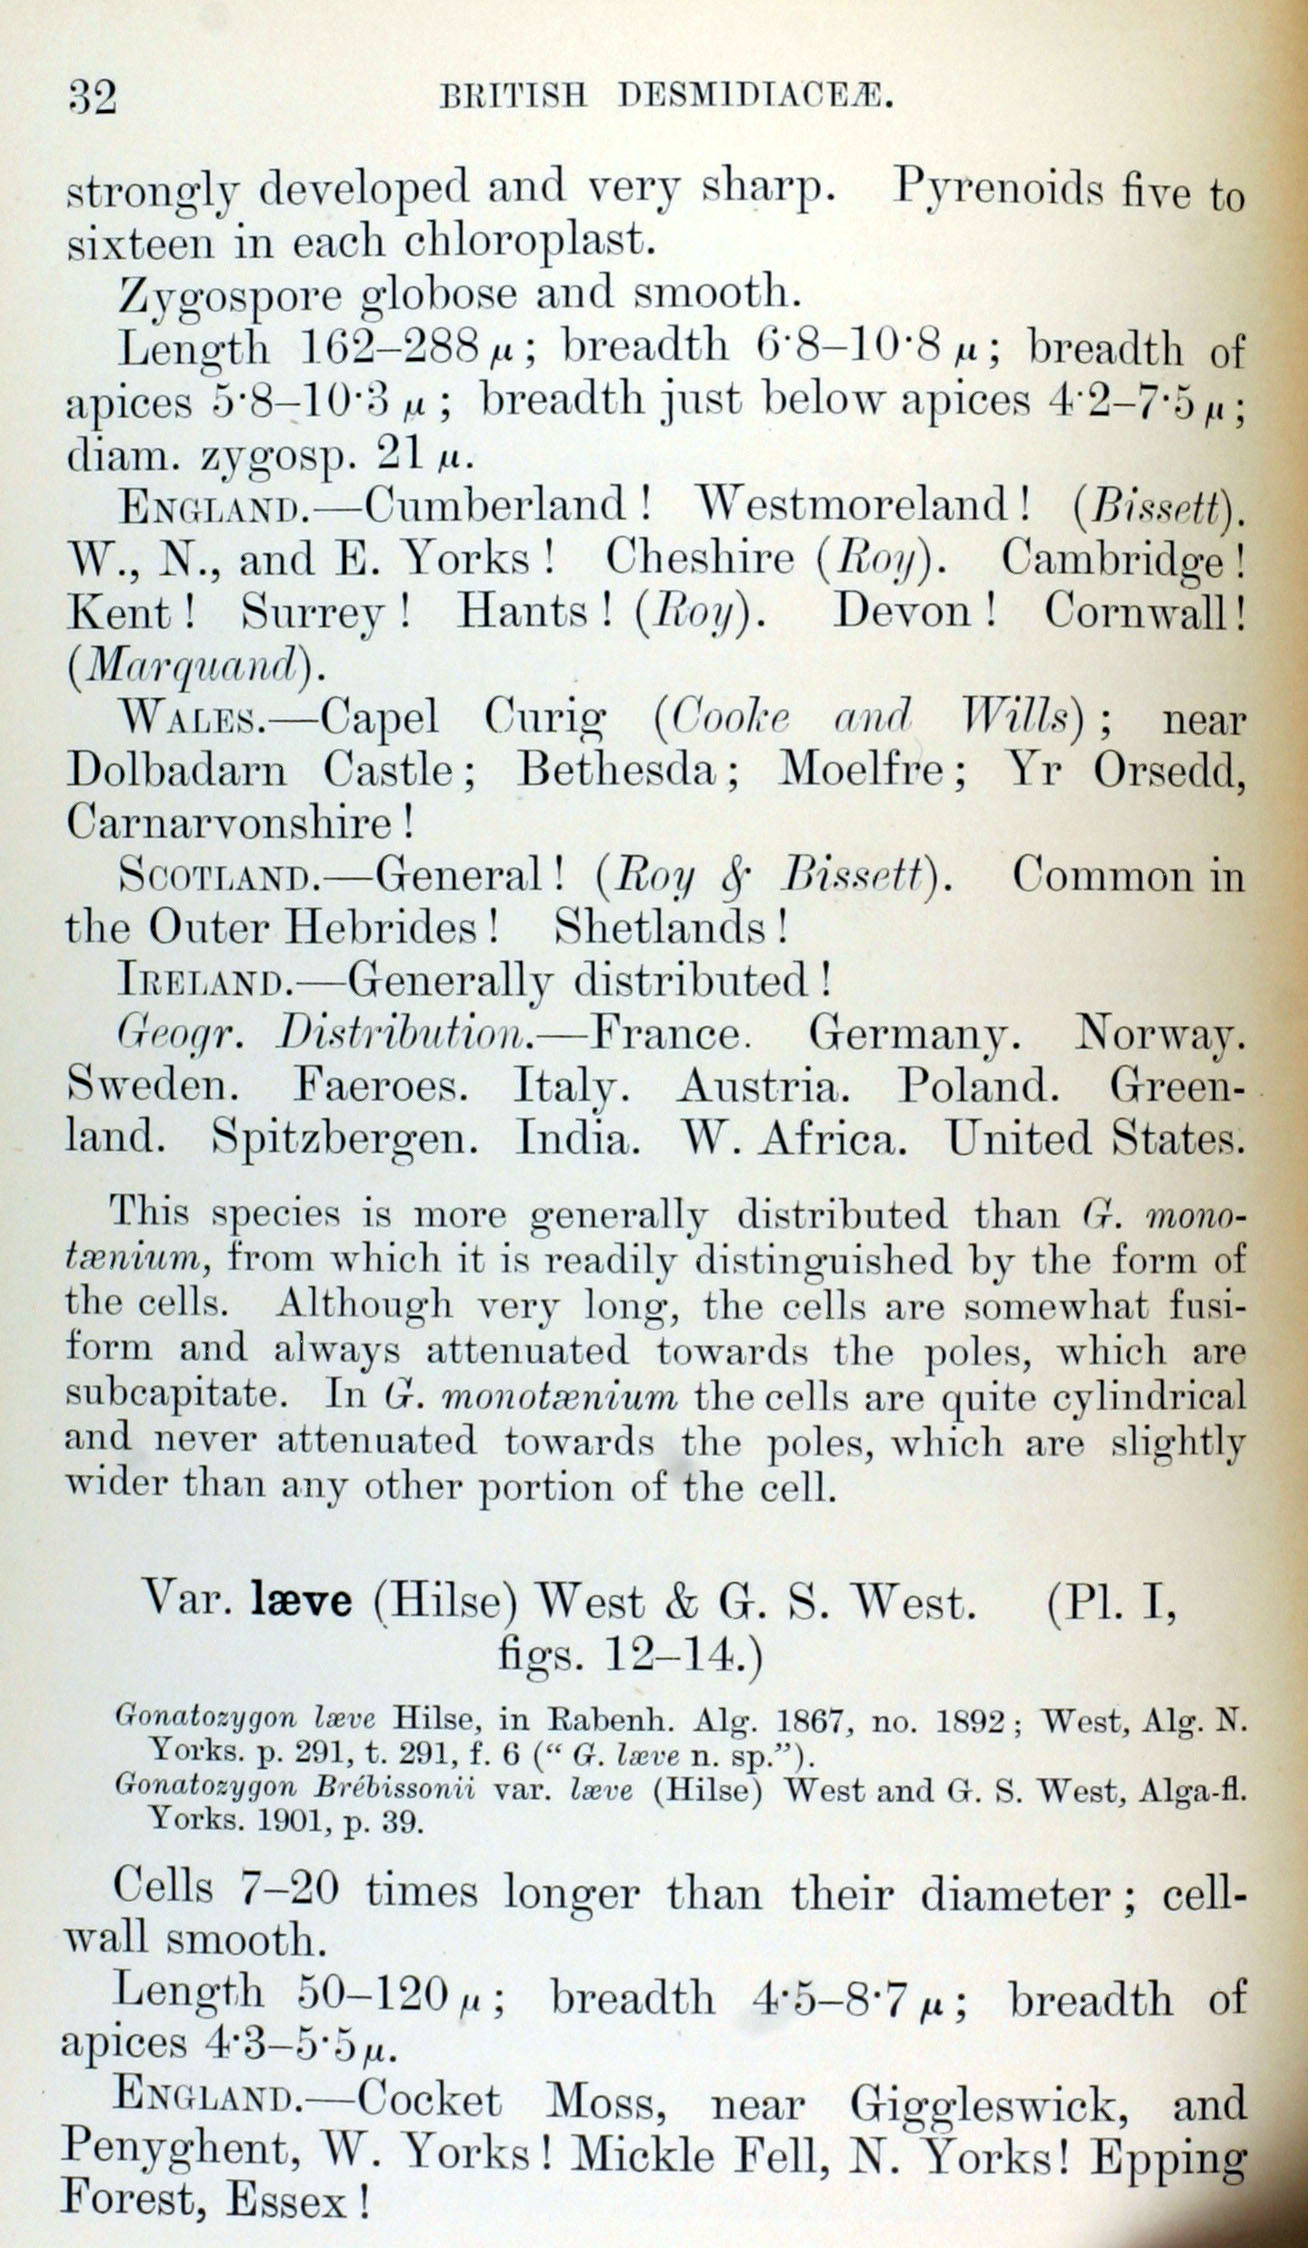 32 BRITISH DESMIDIACEÆ.
strongly developed and very sharp. Pyrenoids five to
sixteen in each chloroplast.
Zygospore globose and smooth.
Length 162–288 μ; breadth 6·8–10·8 μ; breadth of
apices 5·8–10·3 μ; breadth just below apices 4·2–7·5 μ;
diam. zygosp. 21 μ.
ENGLAND.—Cumberland! Westmoreland! (Bissett).
W., N., and E. Yorks! Cheshire (Roy). Cambridge!
Kent! Surrey! Hants! (Roy). Devon! Cornwall!
(Marquand).
WALES.—Capel Curig (Cooke and Wills); near
Dolbadarn Castle; Bethesda; Moelfre; Yr Orsedd,
Carnarvonshire!
SCOTLAND.—General! (Roy & Bissett). Common in
the Outer Hebrides! Shetlands!
IRELAND.—Generally distributed!
Geogr. Distribution.—France. Germany. Norway.
Sweden. Faeroes. Italy. Austria. Poland. Green-
land. Spitzbergen. India. W. Africa. United States.
This species is more generally distributed than G. mono-
tænium, from which it is readily distinguished by the form of
the cells. Although very long, the cells are somewhat fusi-
form and always attenuated towards the poles, which are
subcapitate. In G. monotænium the cells are quite cylindrical
and never attenuated towards the poles, which are slightly
wider than any other portion of the cell.
Var. læve (Hilse) West & G. S. West. (Pl. I,
figs. 12–14.)
Gonatozygon læve Hilse, in Rabenh. Alg. 1867, no. 1892; West, Alg. N.
Yorks. p. 291, t. 291, f. 6 (“ G. læve n. sp.”).
Gonatozygon Brébissonii var. læve (Hilse) West and G. S. West, Alga-fl.
Yorks. 1901, p. 39.
Cells 7–20 times longer than their diameter; cell-
wall smooth.
Length 50–120 μ; breadth 4·5–8·7 μ; breadth of
apices 4·3–5·5 μ.
ENGLAND.—Cocket Moss, near Giggleswick, and
Penyghent, W. Yorks! Mickle Fell, N. Yorks! Epping
Forest, Essex!